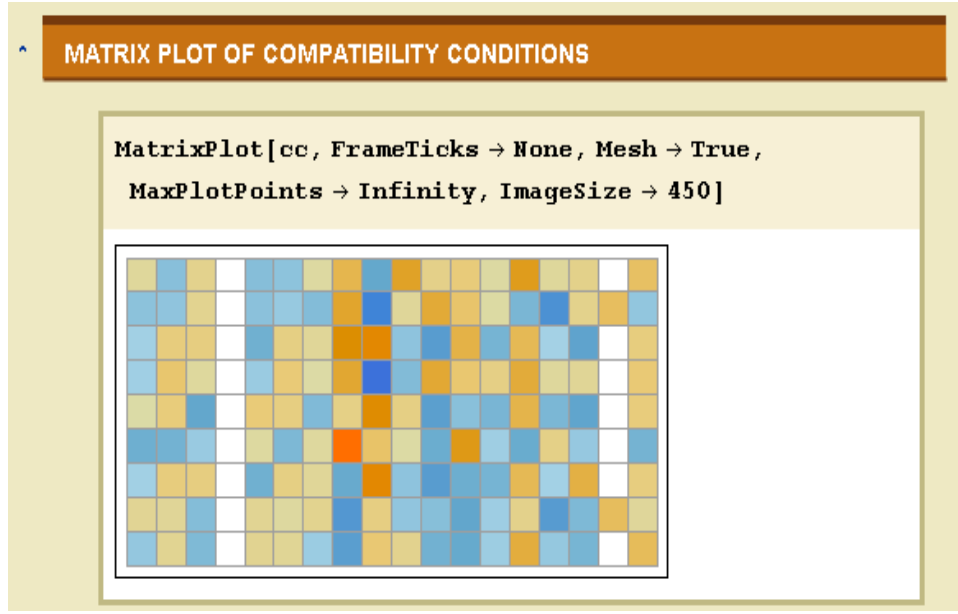 MATRIX PLOT OF COMPATIBILITY CONDITIONS
MatrixPlot[cc, FrameTicks → None, Mesh → True,
MaxPlotPoints → Infinity, ImageSize → 450]